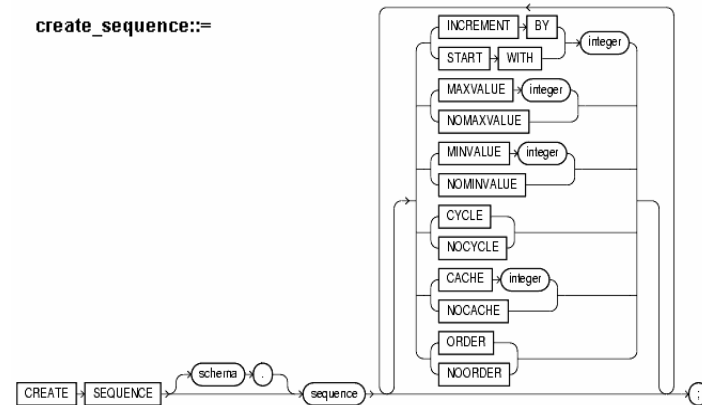 create_sequence::=
INCREMENT BY
integer
START WITH
MAXVALUE integer
NOMAXVALUE
MINVALUE integer
NOMINVALUE
CYCLE
NOCYCLE
CACHE integer
NOCACHE
ORDER
NOORDER
schema .
CREATE SEQUENCE sequence ;